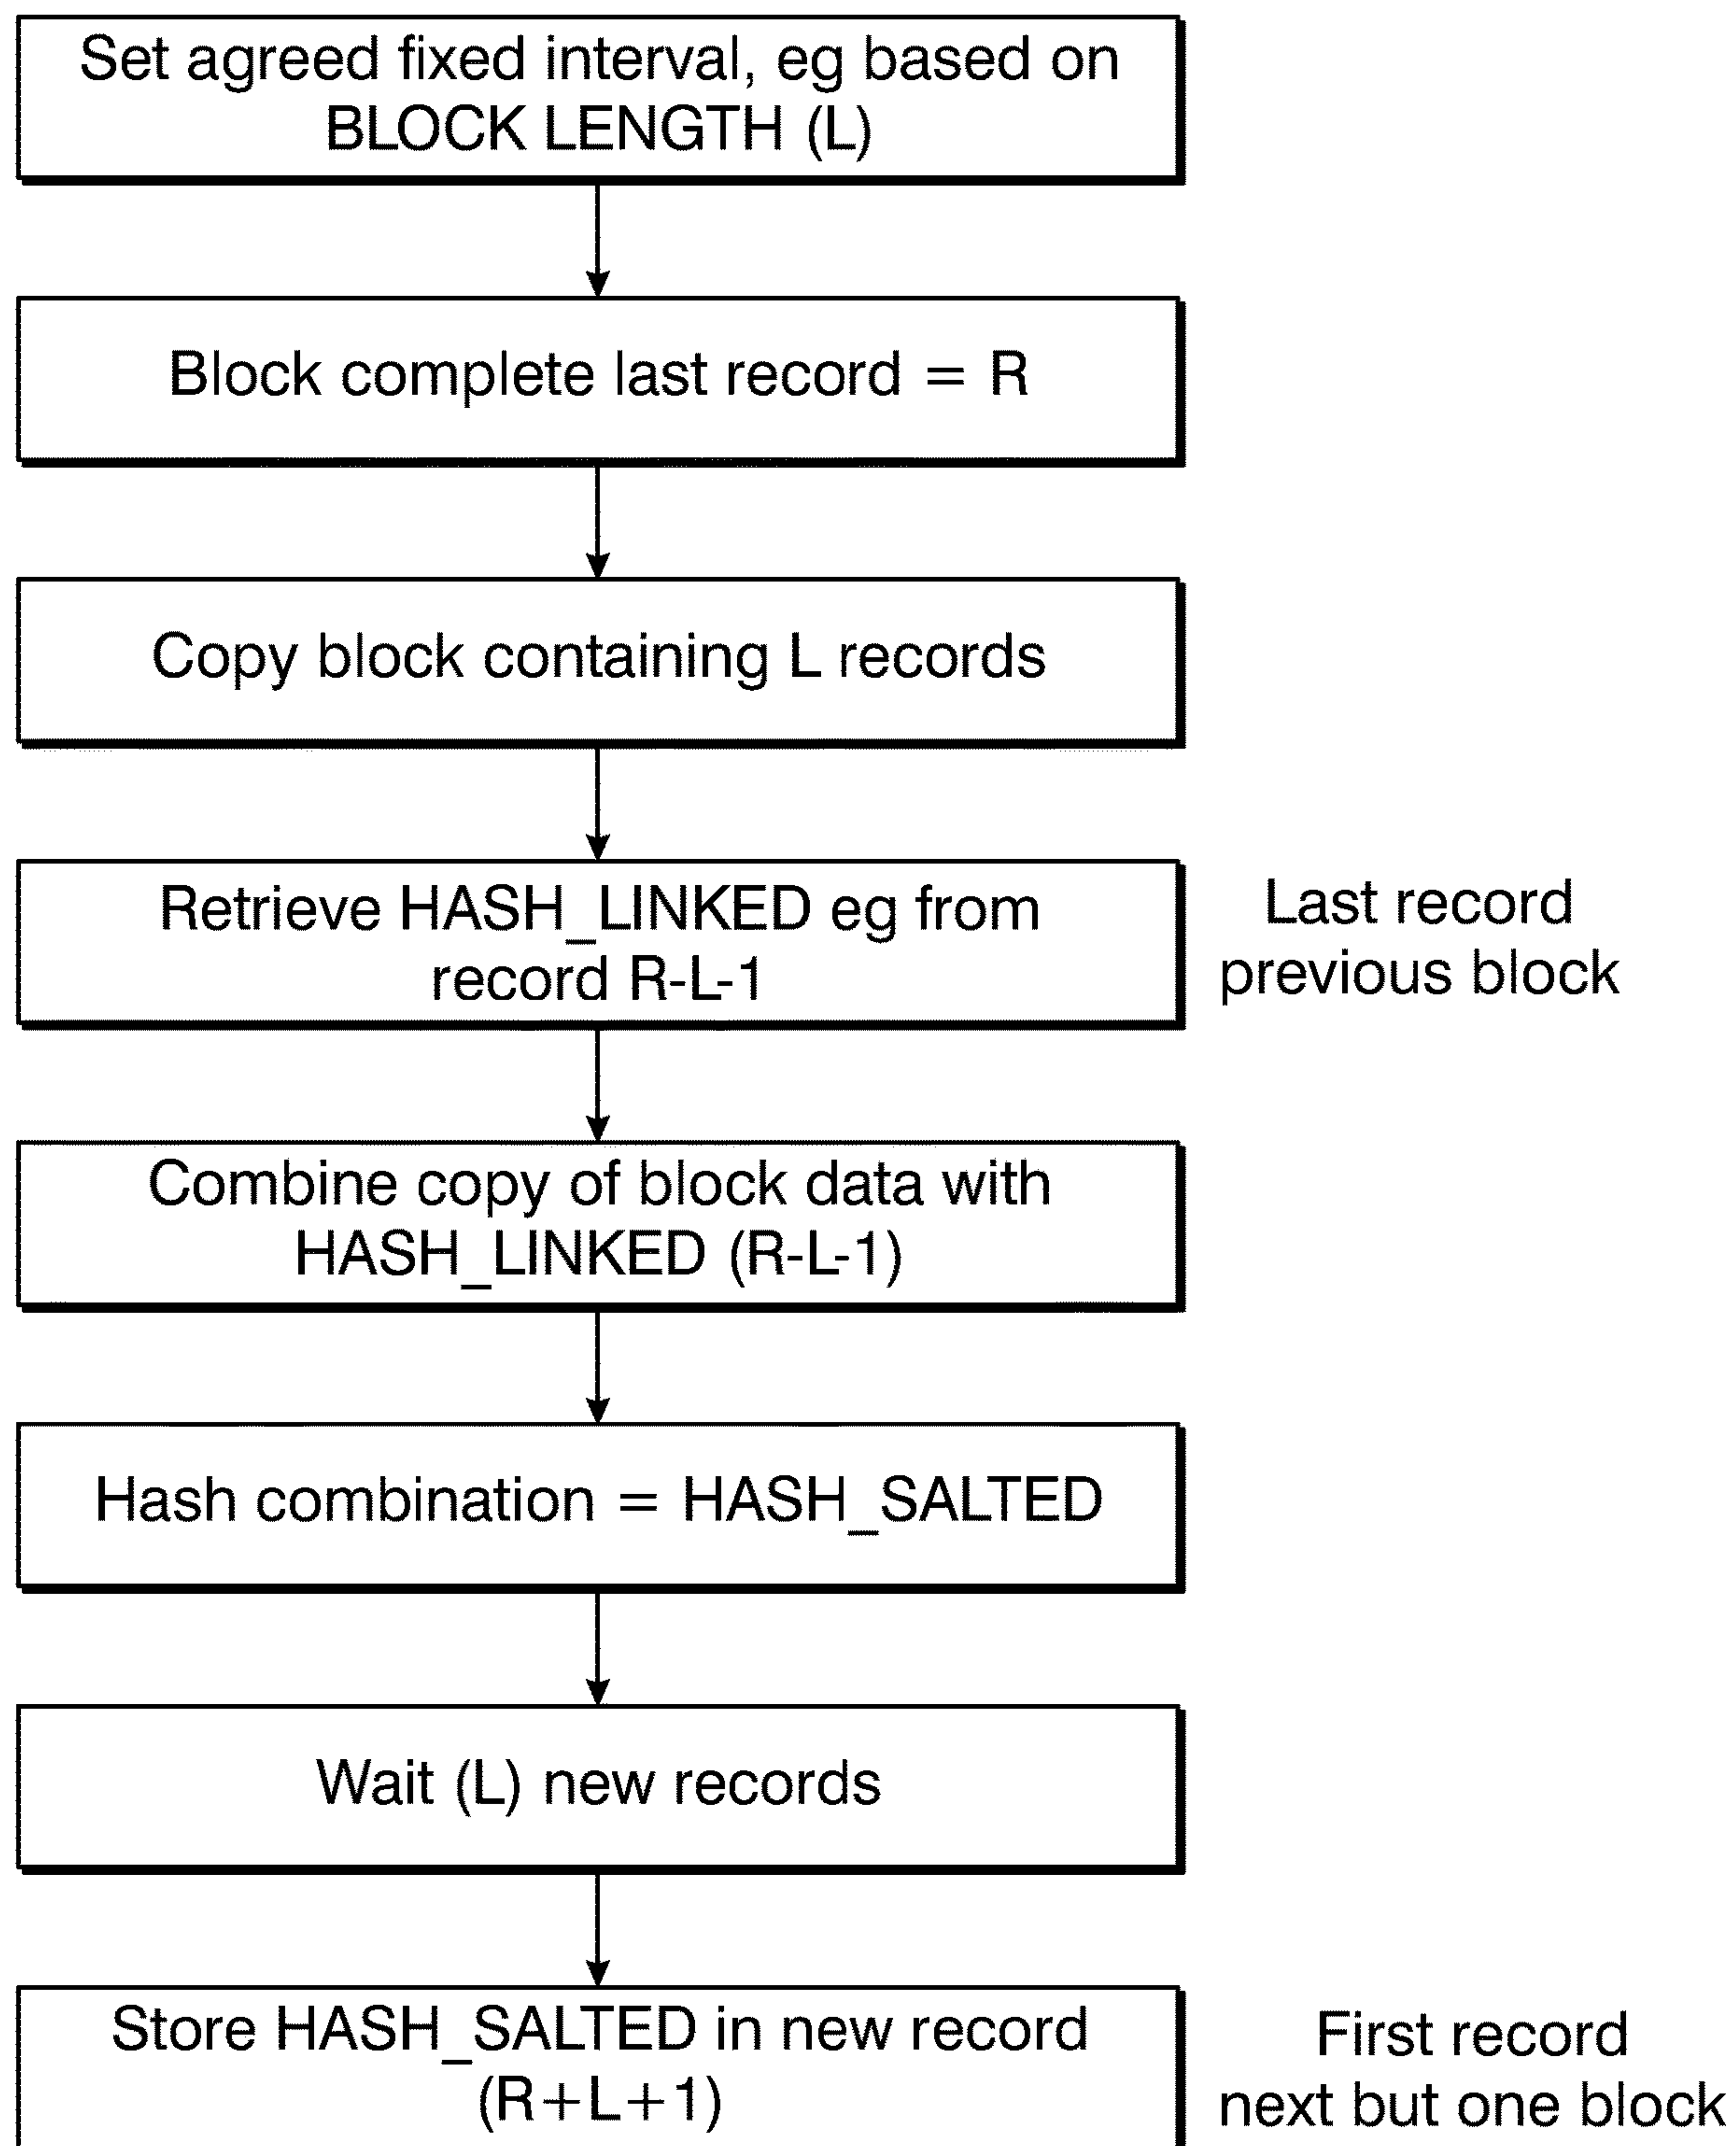 Set agreed fixed interval, eg based on
BLOCK LENGTH (L)
Block complete last record = R
Copy block containing L records
Retrieve HASH_LINKED eg from
record R-L-1
Last record
previous block
Combine copy of block data with
HASH_LINKED (R-L-1)
Hash combination = HASH_SALTED
Wait (L) new records
Store HASH_SALTED in new record
(R+L+1)
First record
next but one block